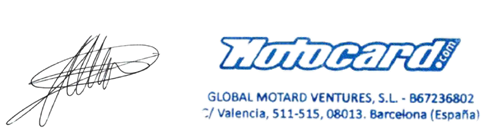 Motocard.com
GLOBAL MOTARD VENTURES, S.L. - B67236802
C/ Valencia, 511-515, 08013. Barcelona (España)